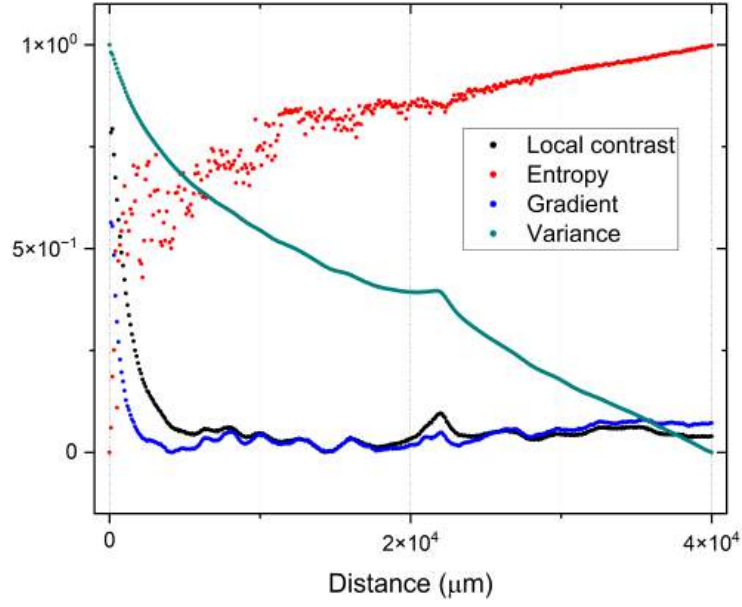 1×10⁰
5×10⁻¹
0
Local contrast
Entropy
Gradient
Variance
0
2×10⁴
4×10⁴
Distance (μm)